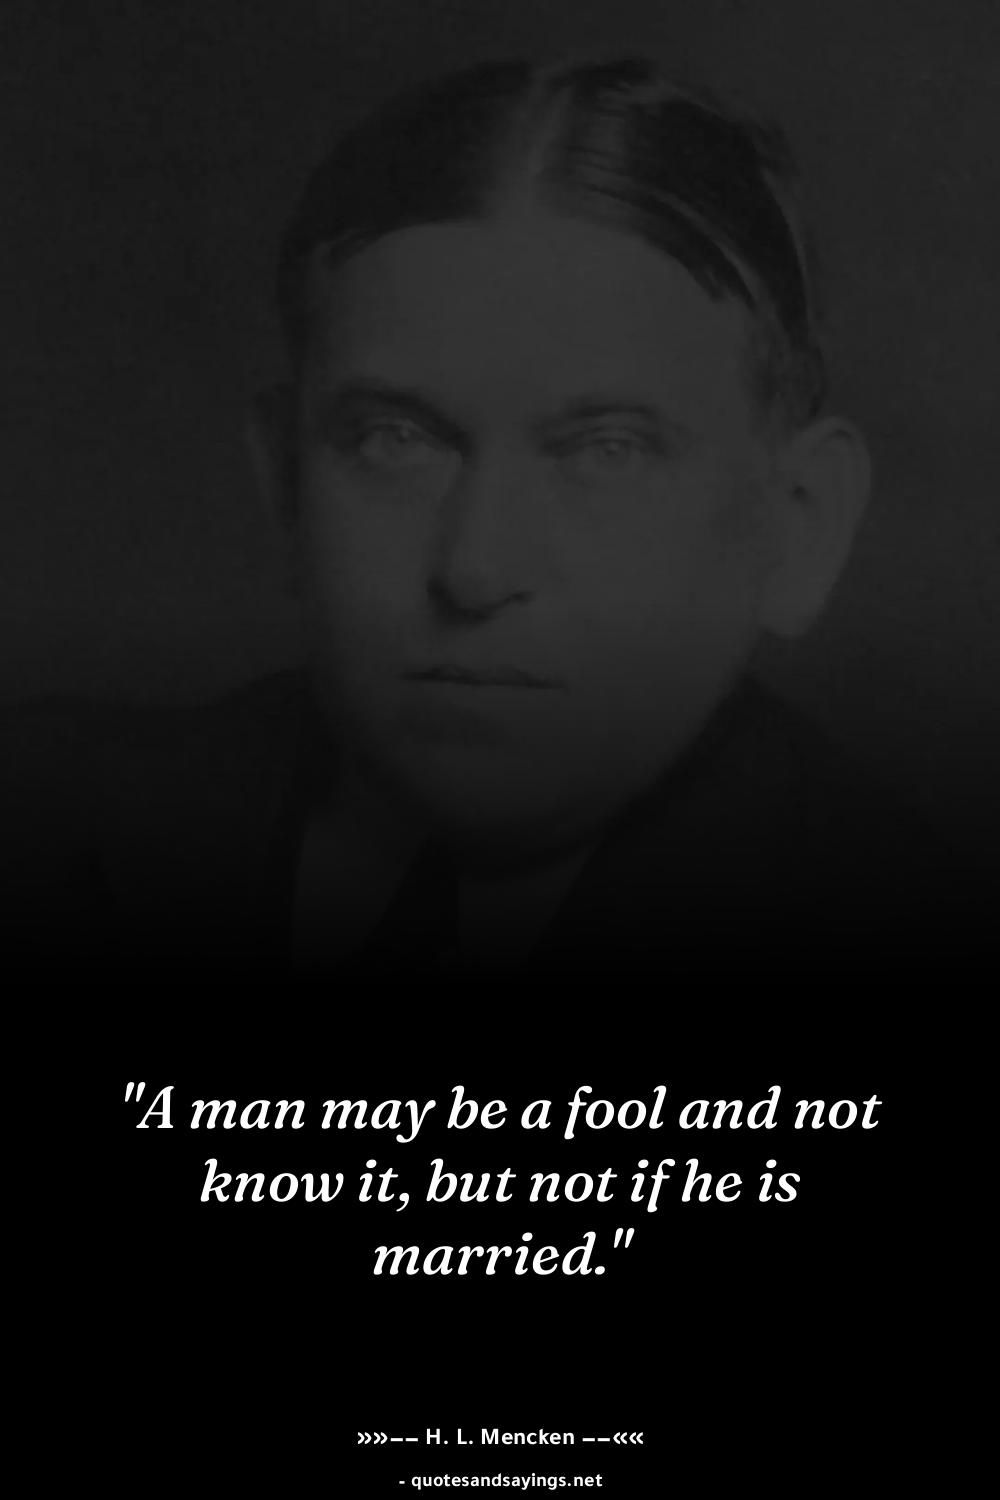 "A man may be a fool and not
know it, but not if he is
married."
»»–– H. L. Mencken ––««
- quotesandsayings.net